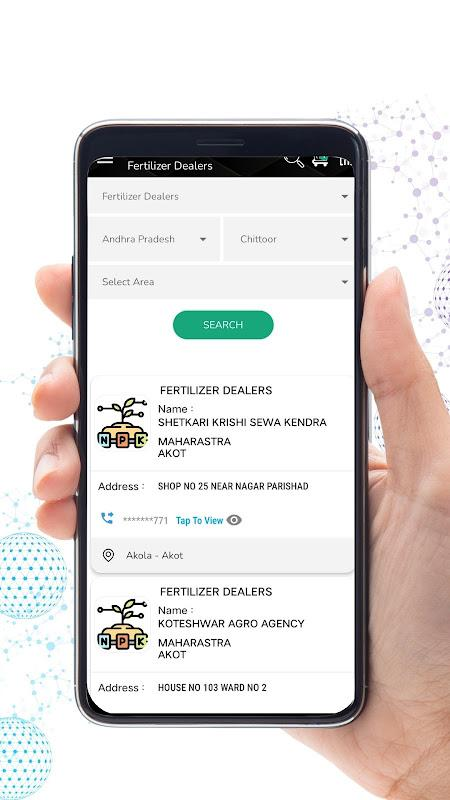 Fertilizer Dealers
Fertilizer Dealers
Andhra Pradesh
Chittoor
Select Area
SEARCH
FERTILIZER DEALERS
Name :
SHETKARI KRISHI SEWA KENDRA
MAHARASTRA
AKOT
N P K
Address : SHOP NO 25 NEAR NAGAR PARISHAD
*******771 Tap To View
Akola - Akot
FERTILIZER DEALERS
Name :
KOTESHWAR AGRO AGENCY
MAHARASTRA
AKOT
N P K
Address : HOUSE NO 103 WARD NO 2